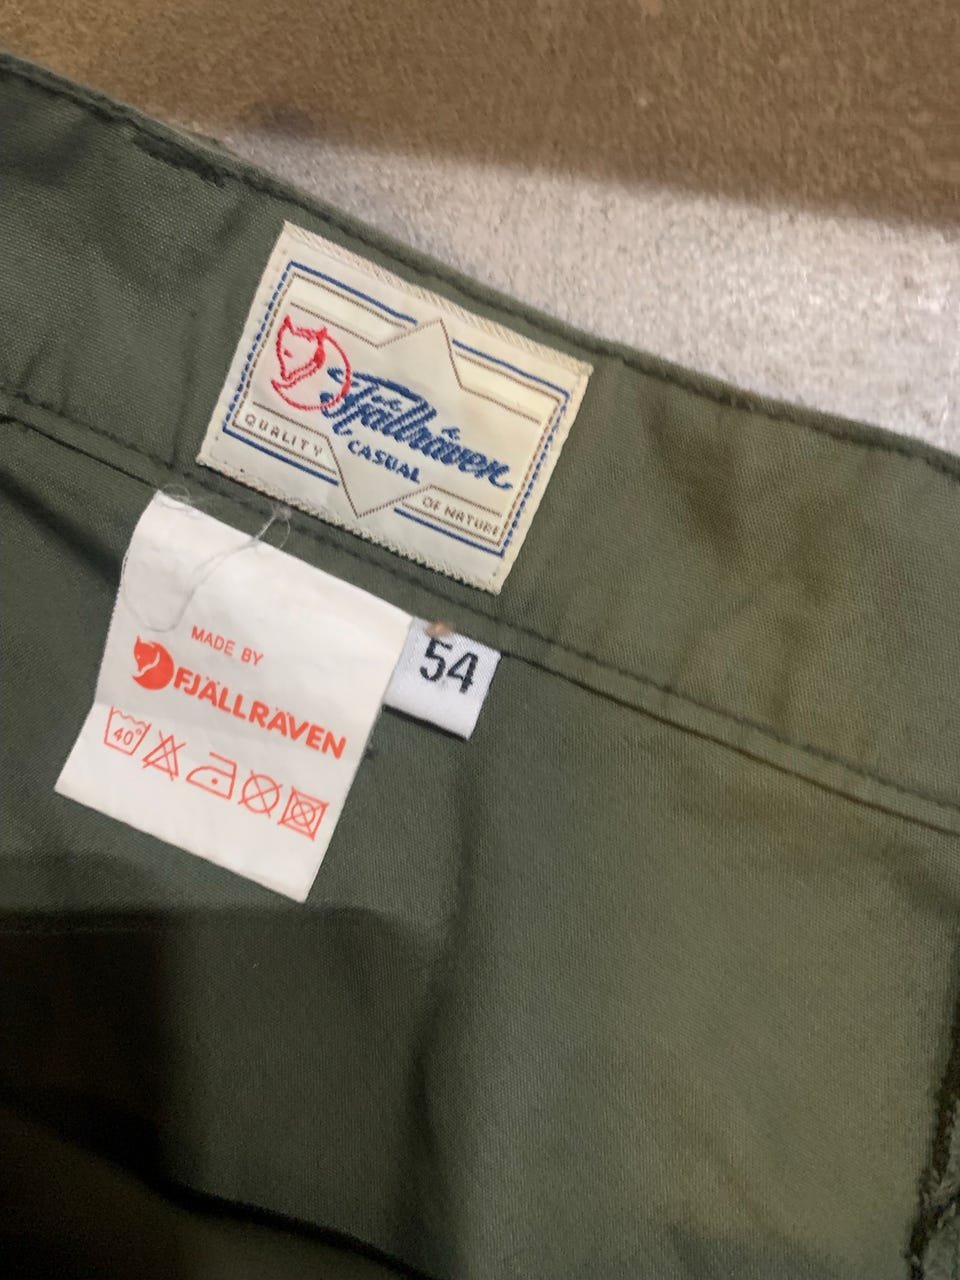 Fjällräven
QUALITY
CASUAL
OF NATURE
MADE BY
FJÄLLRÄVEN
54
40°